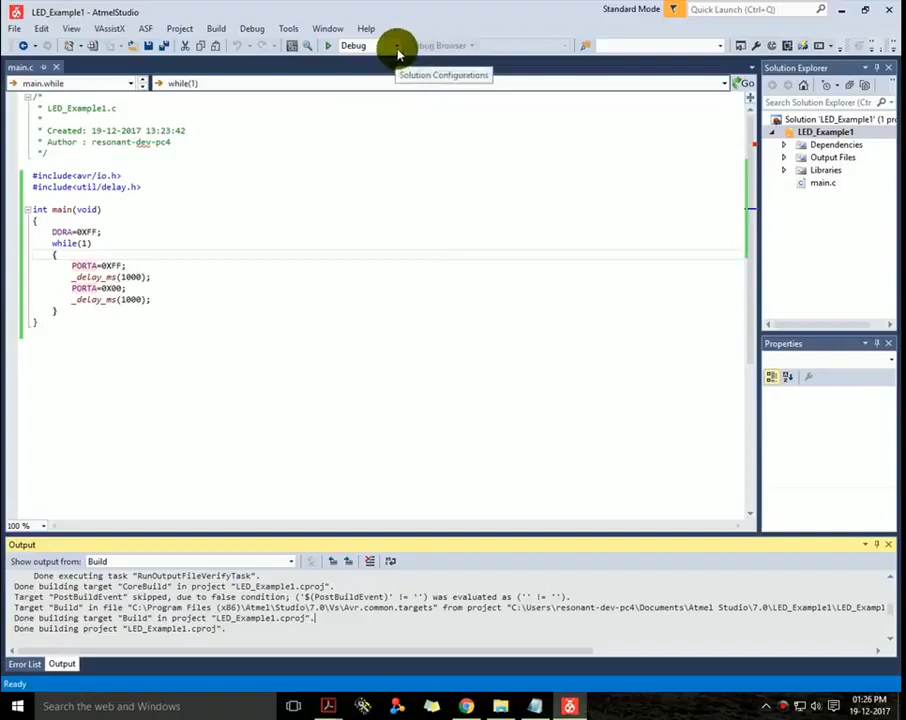 LED_Example1 - AtmelStudio
Standard Mode
Quick Launch (Ctrl+Q)
File Edit View VAssistX ASF Project Build Debug Tools Window Help
Debug
Debug Browser
Solution Configurations
main.c
main.while
while(1)
Go
/*
* LED_Example1.c
*
* Created: 19-12-2017 13:23:42
* Author : resonant-dev-pc4
*/
#include<avr/io.h>
#include<util/delay.h>
int main(void)
{
DDRA=0XFF;
while(1)
{
PORTA=0XFF;
_delay_ms(1000);
PORTA=0X00;
_delay_ms(1000);
}
}
100 %
Solution Explorer
Search Solution Explorer (Ctrl
Solution 'LED_Example1' (1 pr
LED_Example1
Dependencies
Output Files
Libraries
main.c
Properties
Output
Show output from: Build
Done executing task "RunOutputFileVerifyTask".
Done building target "CoreBuild" in project "LED_Example1.cproj".
Target "PostBuildEvent" skipped, due to false condition; ('$(PostBuildEvent)' != '') was evaluated as ('' != '').
Target "Build" in file "C:\Program Files (x86)\Atmel\Studio\7.0\Vs\Avr.common.targets" from project "C:\Users\resonant-dev-pc4\Documents\Atmel Studio\7.0\LED_Example1\LED_Exampl
Done building target "Build" in project "LED_Example1.cproj".
Done building project "LED_Example1.cproj".
Error List Output
Ready
Search the web and Windows
01:26 PM
19-12-2017